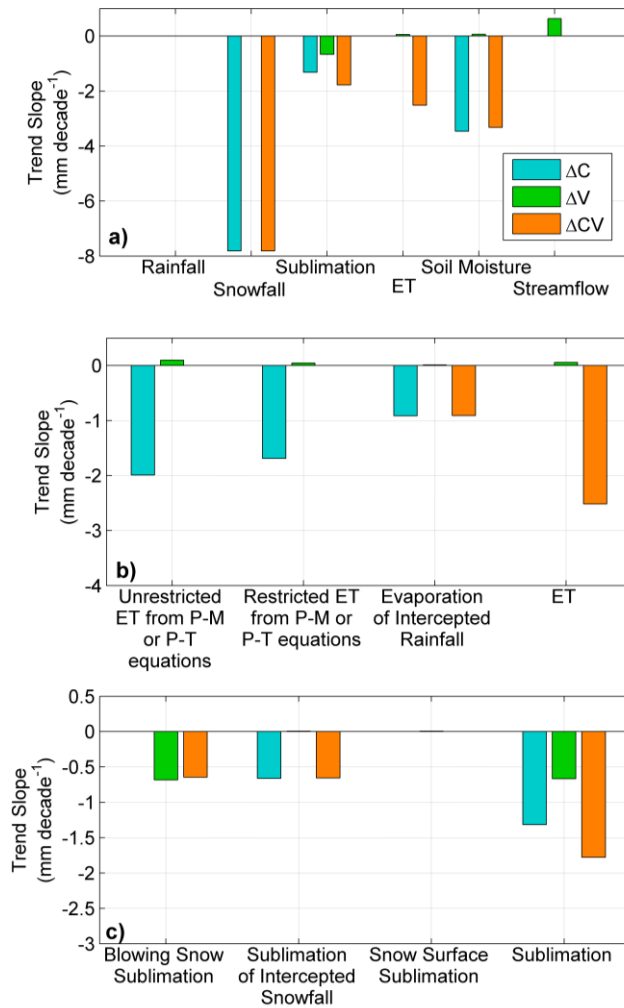 0
-2
-4
-6
-8
Trend Slope
(mm decade-1)
a)
ΔC
ΔV
ΔCV
Rainfall
Snowfall
Sublimation
ET
Soil Moisture
Streamflow
0
-1
-2
-3
-4
Trend Slope
(mm decade-1)
b)
Unrestricted
ET from P-M
or P-T
equations
Restricted ET
from P-M or
P-T equations
Evaporation
of Intercepted
Rainfall
ET
0.5
0
-0.5
-1
-1.5
-2
-2.5
-3
Trend Slope
(mm decade-1)
c)
Blowing Snow
Sublimation
Sublimation
of Intercepted
Snowfall
Snow Surface
Sublimation
Sublimation